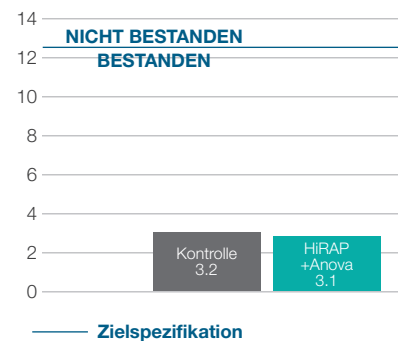 14
NICHT BESTANDEN
12
BESTANDEN
10
8
6
4
2
0
Kontrolle
3.2
HiRAP
+Anova
3.1
Zielspezifikation